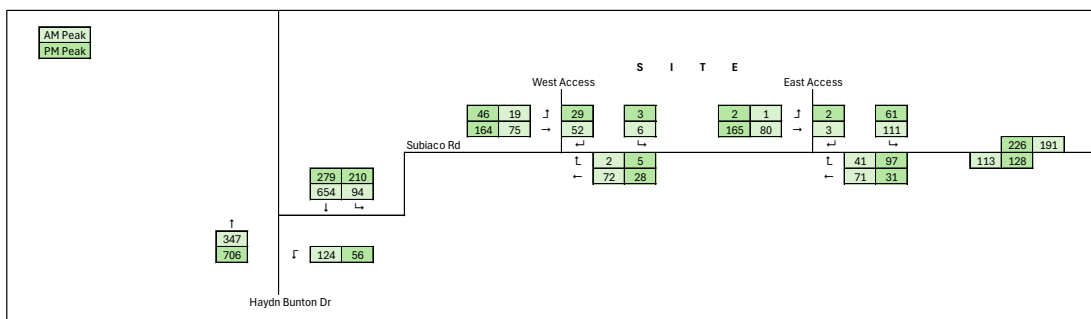 AM Peak
PM Peak
S I T E
West Access
East Access
46 19 ⮥ 29 3
164 75 → 52 6
↵ ↳
2 1 ⮥ 2 61
165 80 → 3 111
↵ ↳
Subiaco Rd
226 191
113 128
2 5
← 72 28
41 97
← 71 31
279 210
654 94
↓ ↳
↑
347
706
124 56
Haydn Bunton Dr